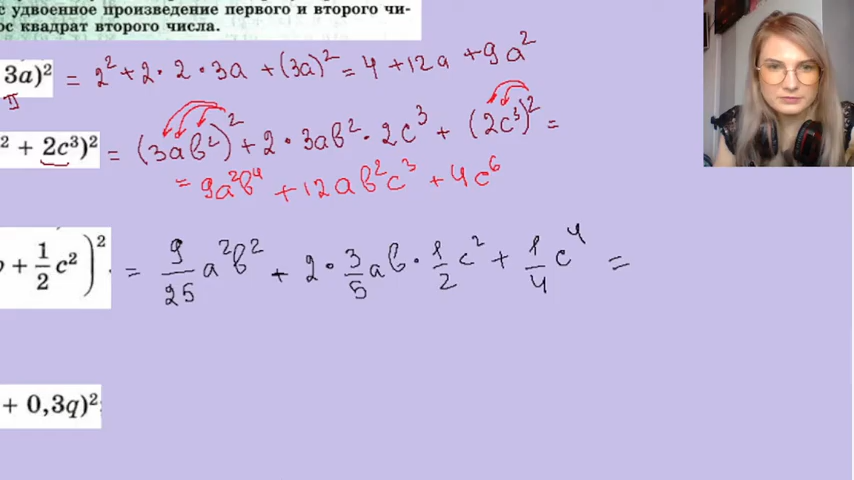 с удвоенное произведение первого и второго чи-
ос квадрат второго числа.
3a)² = 2² + 2 · 2 · 3a + (3a)² = 4 + 12a + 9a²
II
² + 2c³)² = (3ab²)² + 2 · 3ab² · 2c³ + (2c³)² =
= 9a²b⁴ + 12ab²c³ + 4c⁶
+ 1/2 c²)² = 9/25 a²b² + 2 · 3/5 ab · 1/2 c² + 1/4 c⁴ =
+ 0,3q)²